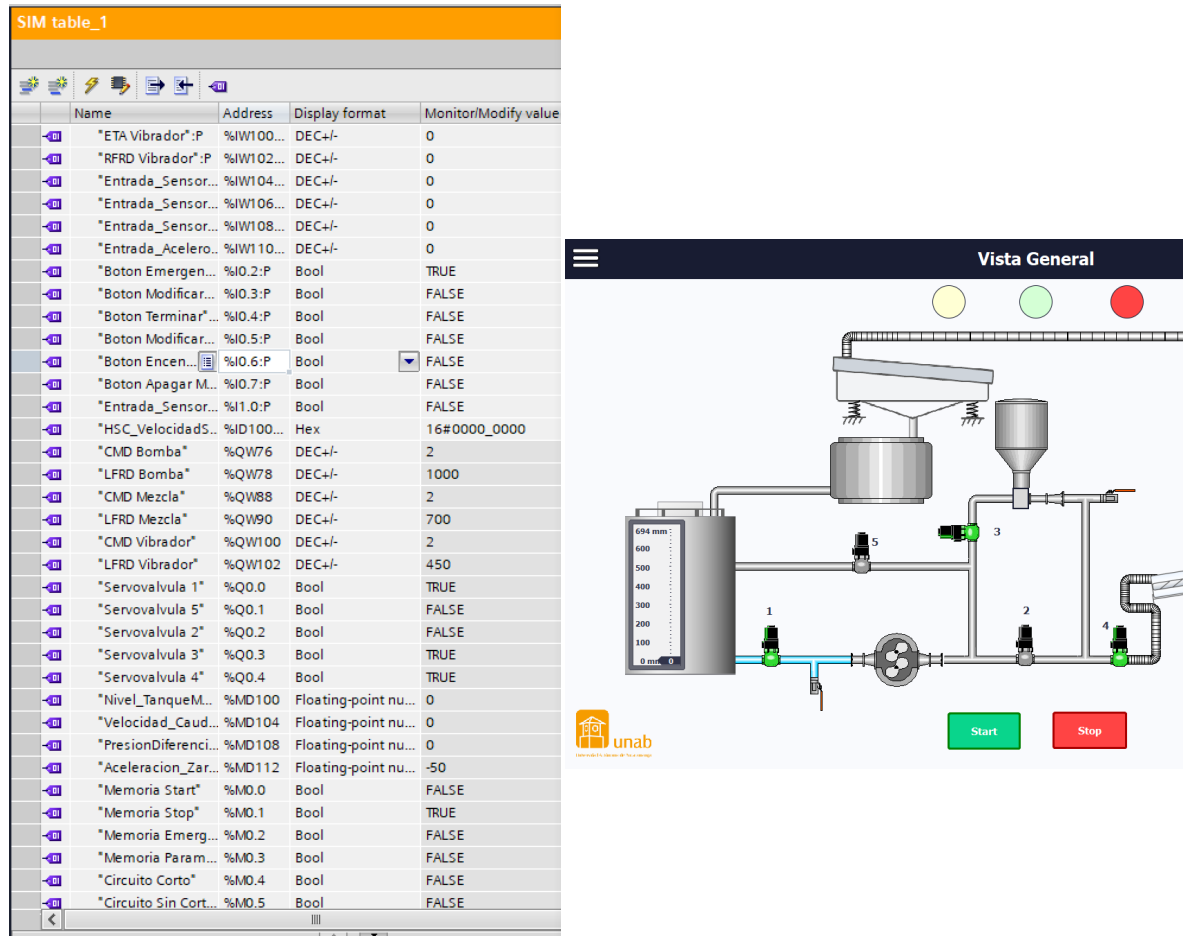 SIM table_1
Name Address Display format Monitor/Modify value
"ETA Vibrador":P %IW100... DEC+/- 0
"RFRD Vibrador":P %IW102... DEC+/- 0
"Entrada_Sensor... %IW104... DEC+/- 0
"Entrada_Sensor... %IW106... DEC+/- 0
"Entrada_Sensor... %IW108... DEC+/- 0
"Entrada_Acelero.. %IW110... DEC+/- 0
"Boton Emergen... %I0.2:P Bool TRUE
"Boton Modificar... %I0.3:P Bool FALSE
"Boton Terminar"... %I0.4:P Bool FALSE
"Boton Modificar... %I0.5:P Bool FALSE
"Boton Encen... %I0.6:P Bool FALSE
"Boton Apagar M... %I0.7:P Bool FALSE
"Entrada_Sensor... %I1.0:P Bool FALSE
"HSC_VelocidadS.. %ID100... Hex 16#0000_0000
"CMD Bomba" %QW76 DEC+/- 2
"LFRD Bomba" %QW78 DEC+/- 1000
"CMD Mezcla" %QW88 DEC+/- 2
"LFRD Mezcla" %QW90 DEC+/- 700
"CMD Vibrador" %QW100 DEC+/- 2
"LFRD Vibrador" %QW102 DEC+/- 450
"Servovalvula 1" %Q0.0 Bool TRUE
"Servovalvula 5" %Q0.1 Bool FALSE
"Servovalvula 2" %Q0.2 Bool FALSE
"Servovalvula 3" %Q0.3 Bool TRUE
"Servovalvula 4" %Q0.4 Bool TRUE
"Nivel_TanqueM... %MD100 Floating-point nu... 0
"Velocidad_Caud... %MD104 Floating-point nu... 0
"PresionDiferenci... %MD108 Floating-point nu... 0
"Aceleracion_Zar... %MD112 Floating-point nu... -50
"Memoria Start" %M0.0 Bool FALSE
"Memoria Stop" %M0.1 Bool TRUE
"Memoria Emerg... %M0.2 Bool FALSE
"Memoria Param... %M0.3 Bool FALSE
"Circuito Corto" %M0.4 Bool FALSE
"Circuito Sin Cort... %M0.5 Bool FALSE
Vista General
694 mm
600
500
400
300
200
100
0 mm 0
5
3
1
2
4
unab
Start
Stop